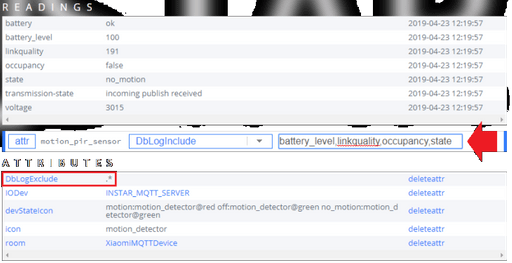 READINGS
battery ok 2019-04-23 12:19:57
battery_level 100 2019-04-23 12:19:57
linkquality 191 2019-04-23 12:19:57
occupancy false 2019-04-23 12:19:57
state no_motion 2019-04-23 12:19:57
transmission-state incoming publish received 2019-04-23 12:19:57
voltage 3015 2019-04-23 12:19:57
attr motion_pir_sensor DbLogInclude battery_level,linkquality,occupancy,state
ATTRIBUTES
DbLogExclude .* deleteattr
IODev INSTAR_MQTT_SERVER deleteattr
devStateIcon motion:motion_detector@red off:motion_detector@green no_motion:motion_d
etector@green deleteattr
icon motion_detector deleteattr
room XiaomiMQTTDevice deleteattr